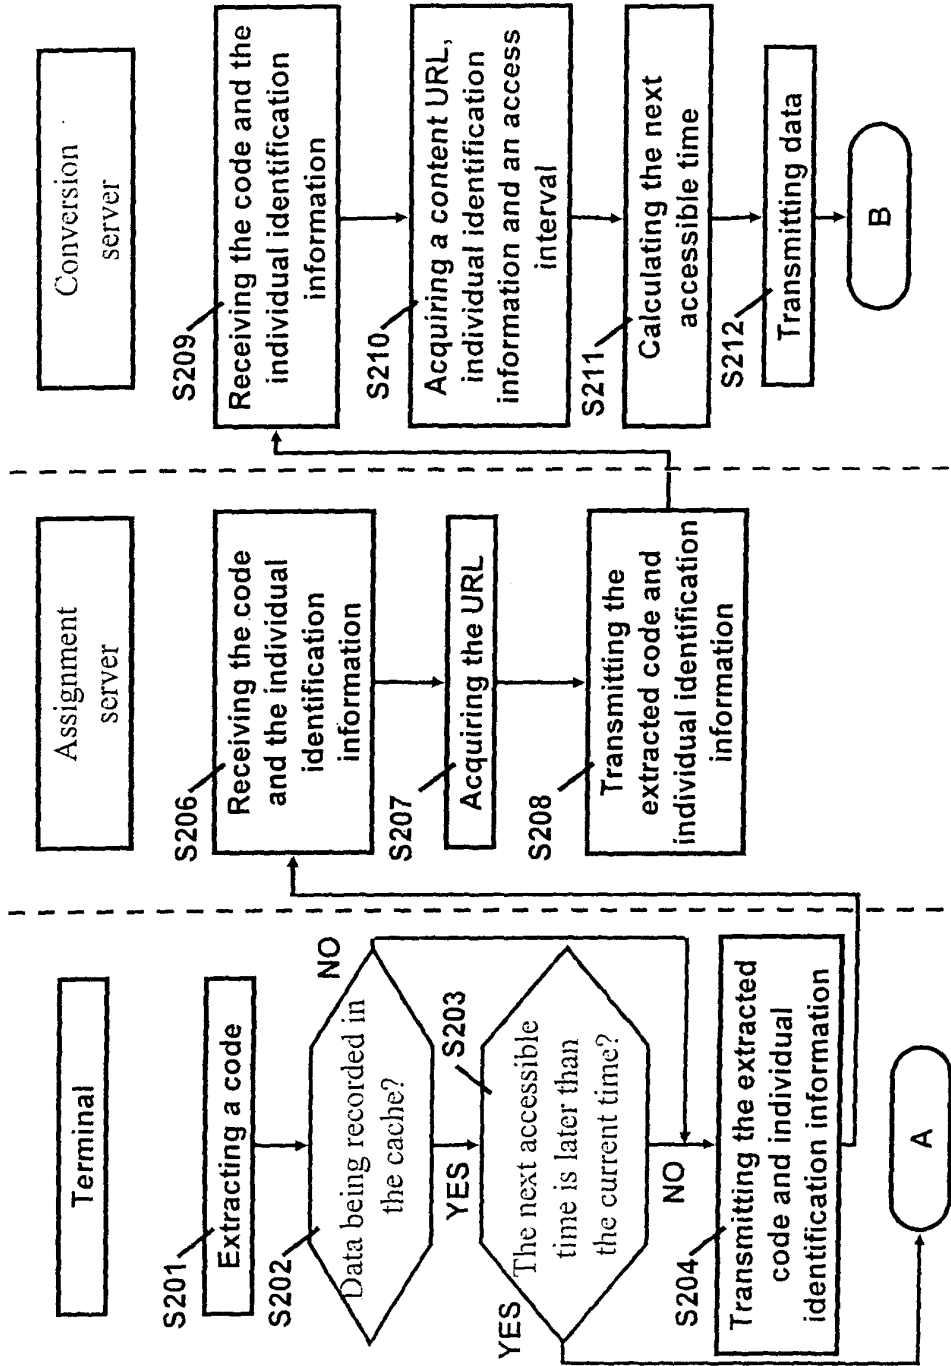 Terminal
S201
Extracting a code
S202
Data being recorded in
the cache?
NO
YES
S203
The next accessible
time is later than
the current time?
YES
NO
S204
Transmitting the extracted
code and individual
identification information
A
Assignment
server
S206
Receiving the code
and the individual
identification
information
S207
Acquiring the URL
S208
Transmitting the
extracted code and
individual identification
information
Conversion
server
S209
Receiving the code and the
individual identification
information
S210
Acquiring a content URL,
individual identification
information and an access
interval
S211
Calculating the next
accessible time
S212
Transmitting data
B